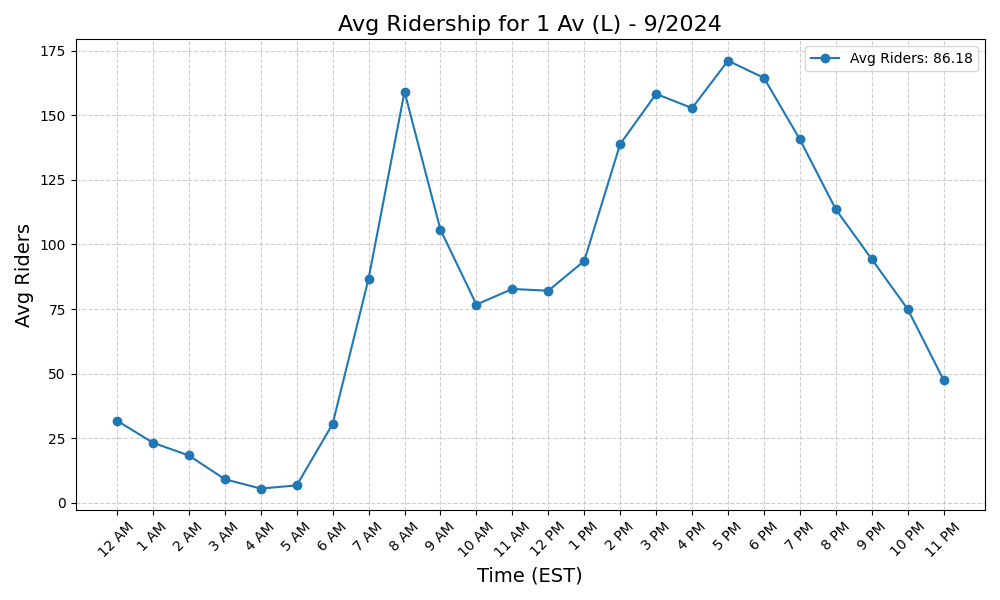 Avg Ridership for 1 Av (L) - 9/2024
Avg Riders: 86.18
Avg Riders
175
150
125
100
75
50
25
0
12 AM
1 AM
2 AM
3 AM
4 AM
5 AM
6 AM
7 AM
8 AM
9 AM
10 AM
11 AM
12 PM
1 PM
2 PM
3 PM
4 PM
5 PM
6 PM
7 PM
8 PM
9 PM
10 PM
11 PM
Time (EST)